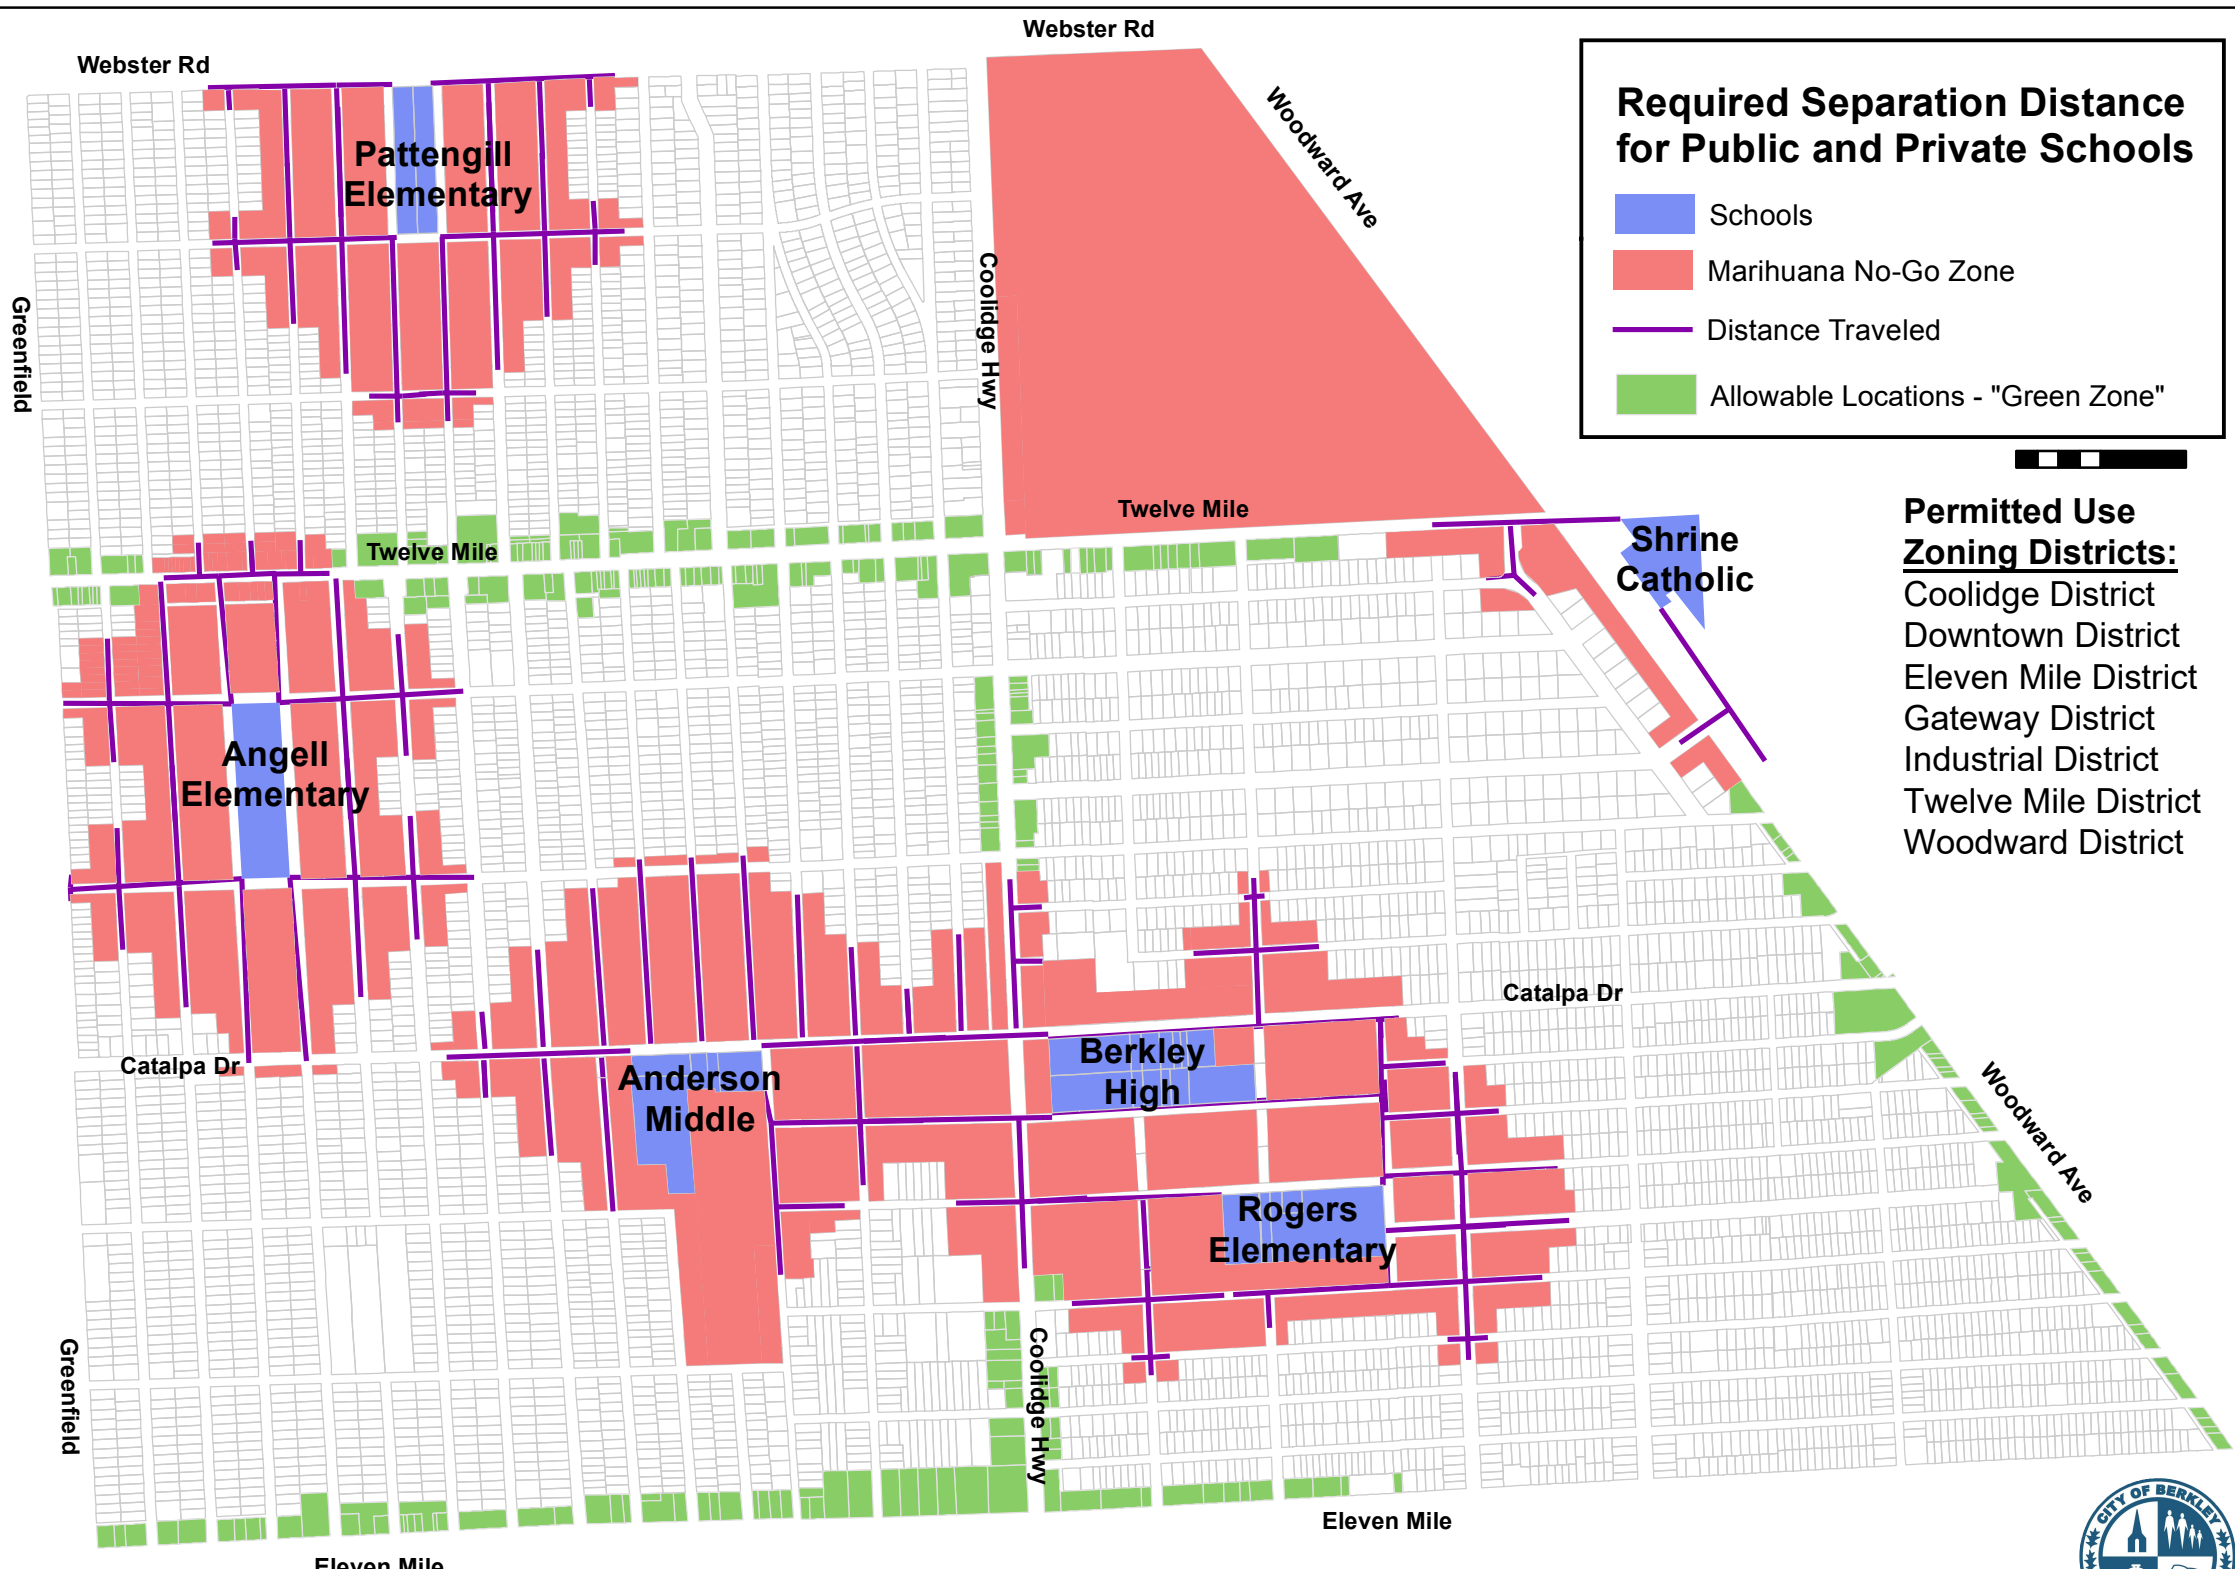 Webster Rd
Webster Rd
Woodward Ave
Required Separation Distance
for Public and Private Schools
Schools
Marihuana No-Go Zone
Distance Traveled
Allowable Locations - "Green Zone"
Pattengill
Elementary
Greenfield
Coolidge Hwy
Twelve Mile
Twelve Mile
Shrine
Catholic
Permitted Use
Zoning Districts:
Coolidge District
Downtown District
Eleven Mile District
Gateway District
Industrial District
Twelve Mile District
Woodward District
Angell
Elementary
Catalpa Dr
Catalpa Dr
Anderson
Middle
Berkley
High
Rogers
Elementary
Woodward Ave
Greenfield
Coolidge Hwy
Eleven Mile
Eleven Mile
CITY OF BERKLEY